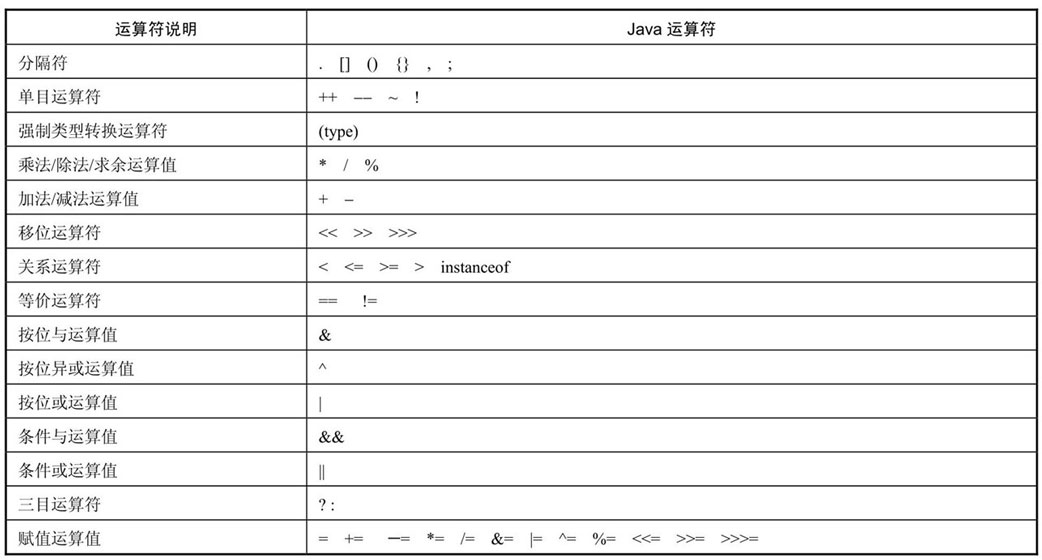 运算符说明 Java 运算符
分隔符 . [] () {} , ;
单目运算符 ++ -- ~ !
强制类型转换运算符 (type)
乘法/除法/求余运算值 * / %
加法/减法运算值 + -
移位运算符 << >> >>>
关系运算符 < <= >= > instanceof
等价运算符 == !=
按位与运算值 &
按位异或运算值 ^
按位或运算值 |
条件与运算值 &&
条件或运算值 ||
三目运算符 ? :
赋值运算值 = += -= *= /= &= |= ^= %= <<= >>= >>>=